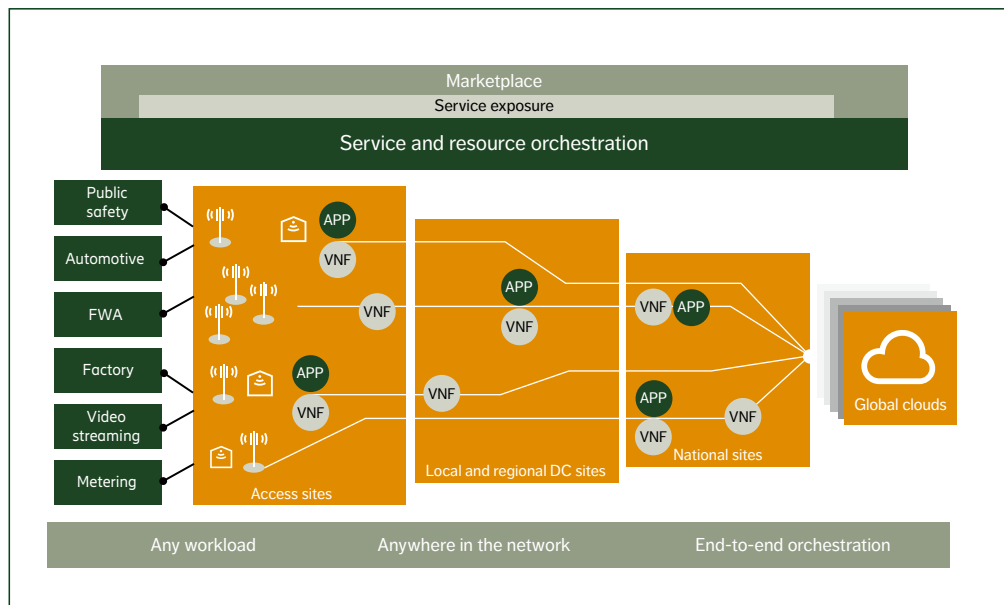 Marketplace
Service exposure
Service and resource orchestration
Public
safety
Automotive
FWA
Factory
Video
streaming
Metering
APP
VNF
VNF
APP
VNF
Access sites
APP
VNF
VNF
Local and regional DC sites
VNF
APP
APP
VNF
VNF
National sites
Global clouds
Any workload
Anywhere in the network
End-to-end orchestration